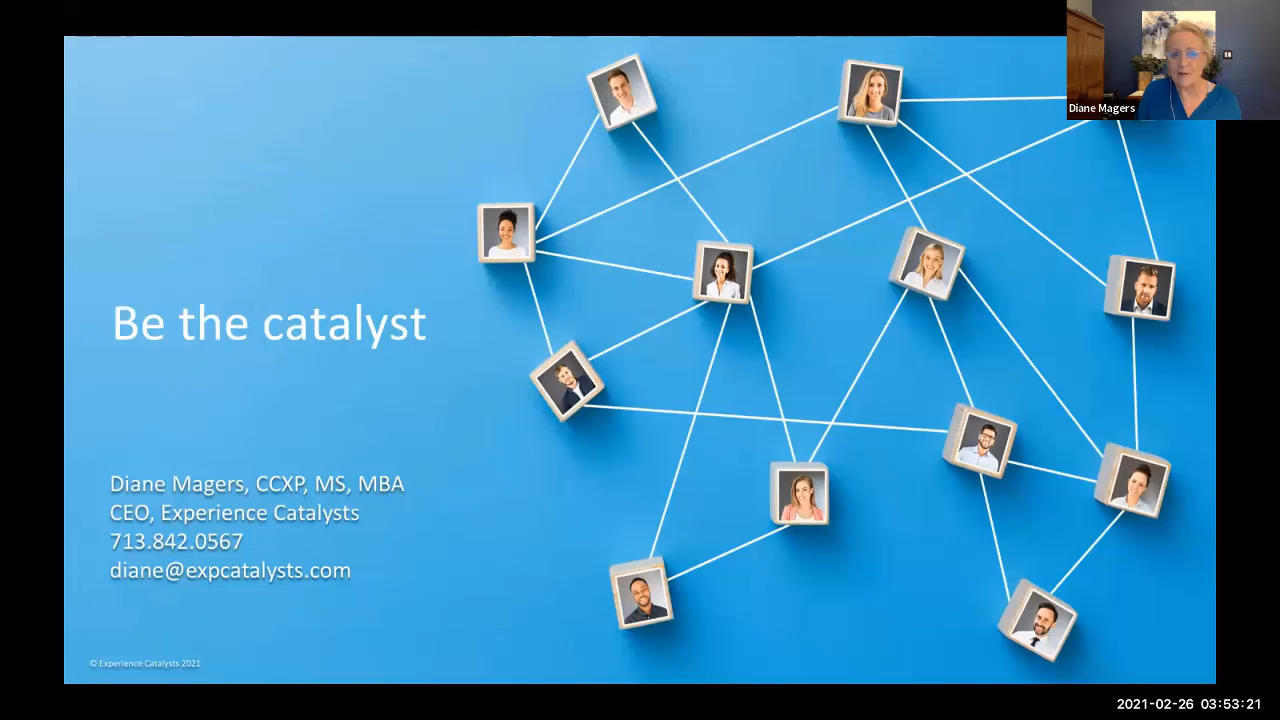 Diane Magers
Be the catalyst
Diane Magers, CCXP, MS, MBA
CEO, Experience Catalysts
713.842.0567
diane@expcatalysts.com
© Experience Catalysts 2021
2021-02-26 03:53:21